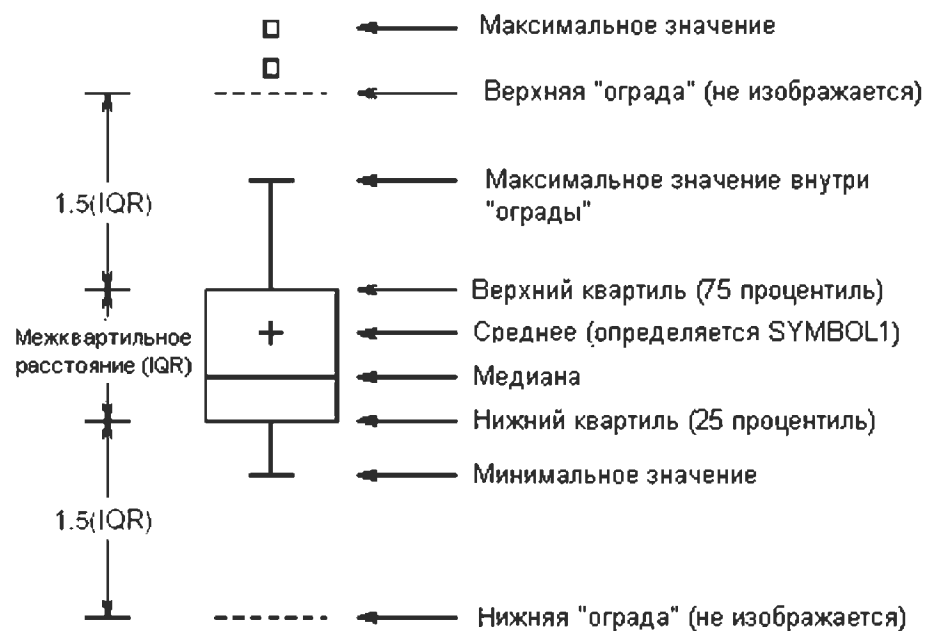 Максимальное значение
Верхняя "ограда" (не изображается)
1.5(IQR)
Максимальное значение внутри
"ограды"
Верхний квартиль (75 процентиль)
Межквартильное
расстояние (IQR)
Среднее (определяется SYMBOL1)
Медиана
Нижний квартиль (25 процентиль)
Минимальное значение
1.5(IQR)
Нижняя "ограда" (не изображается)